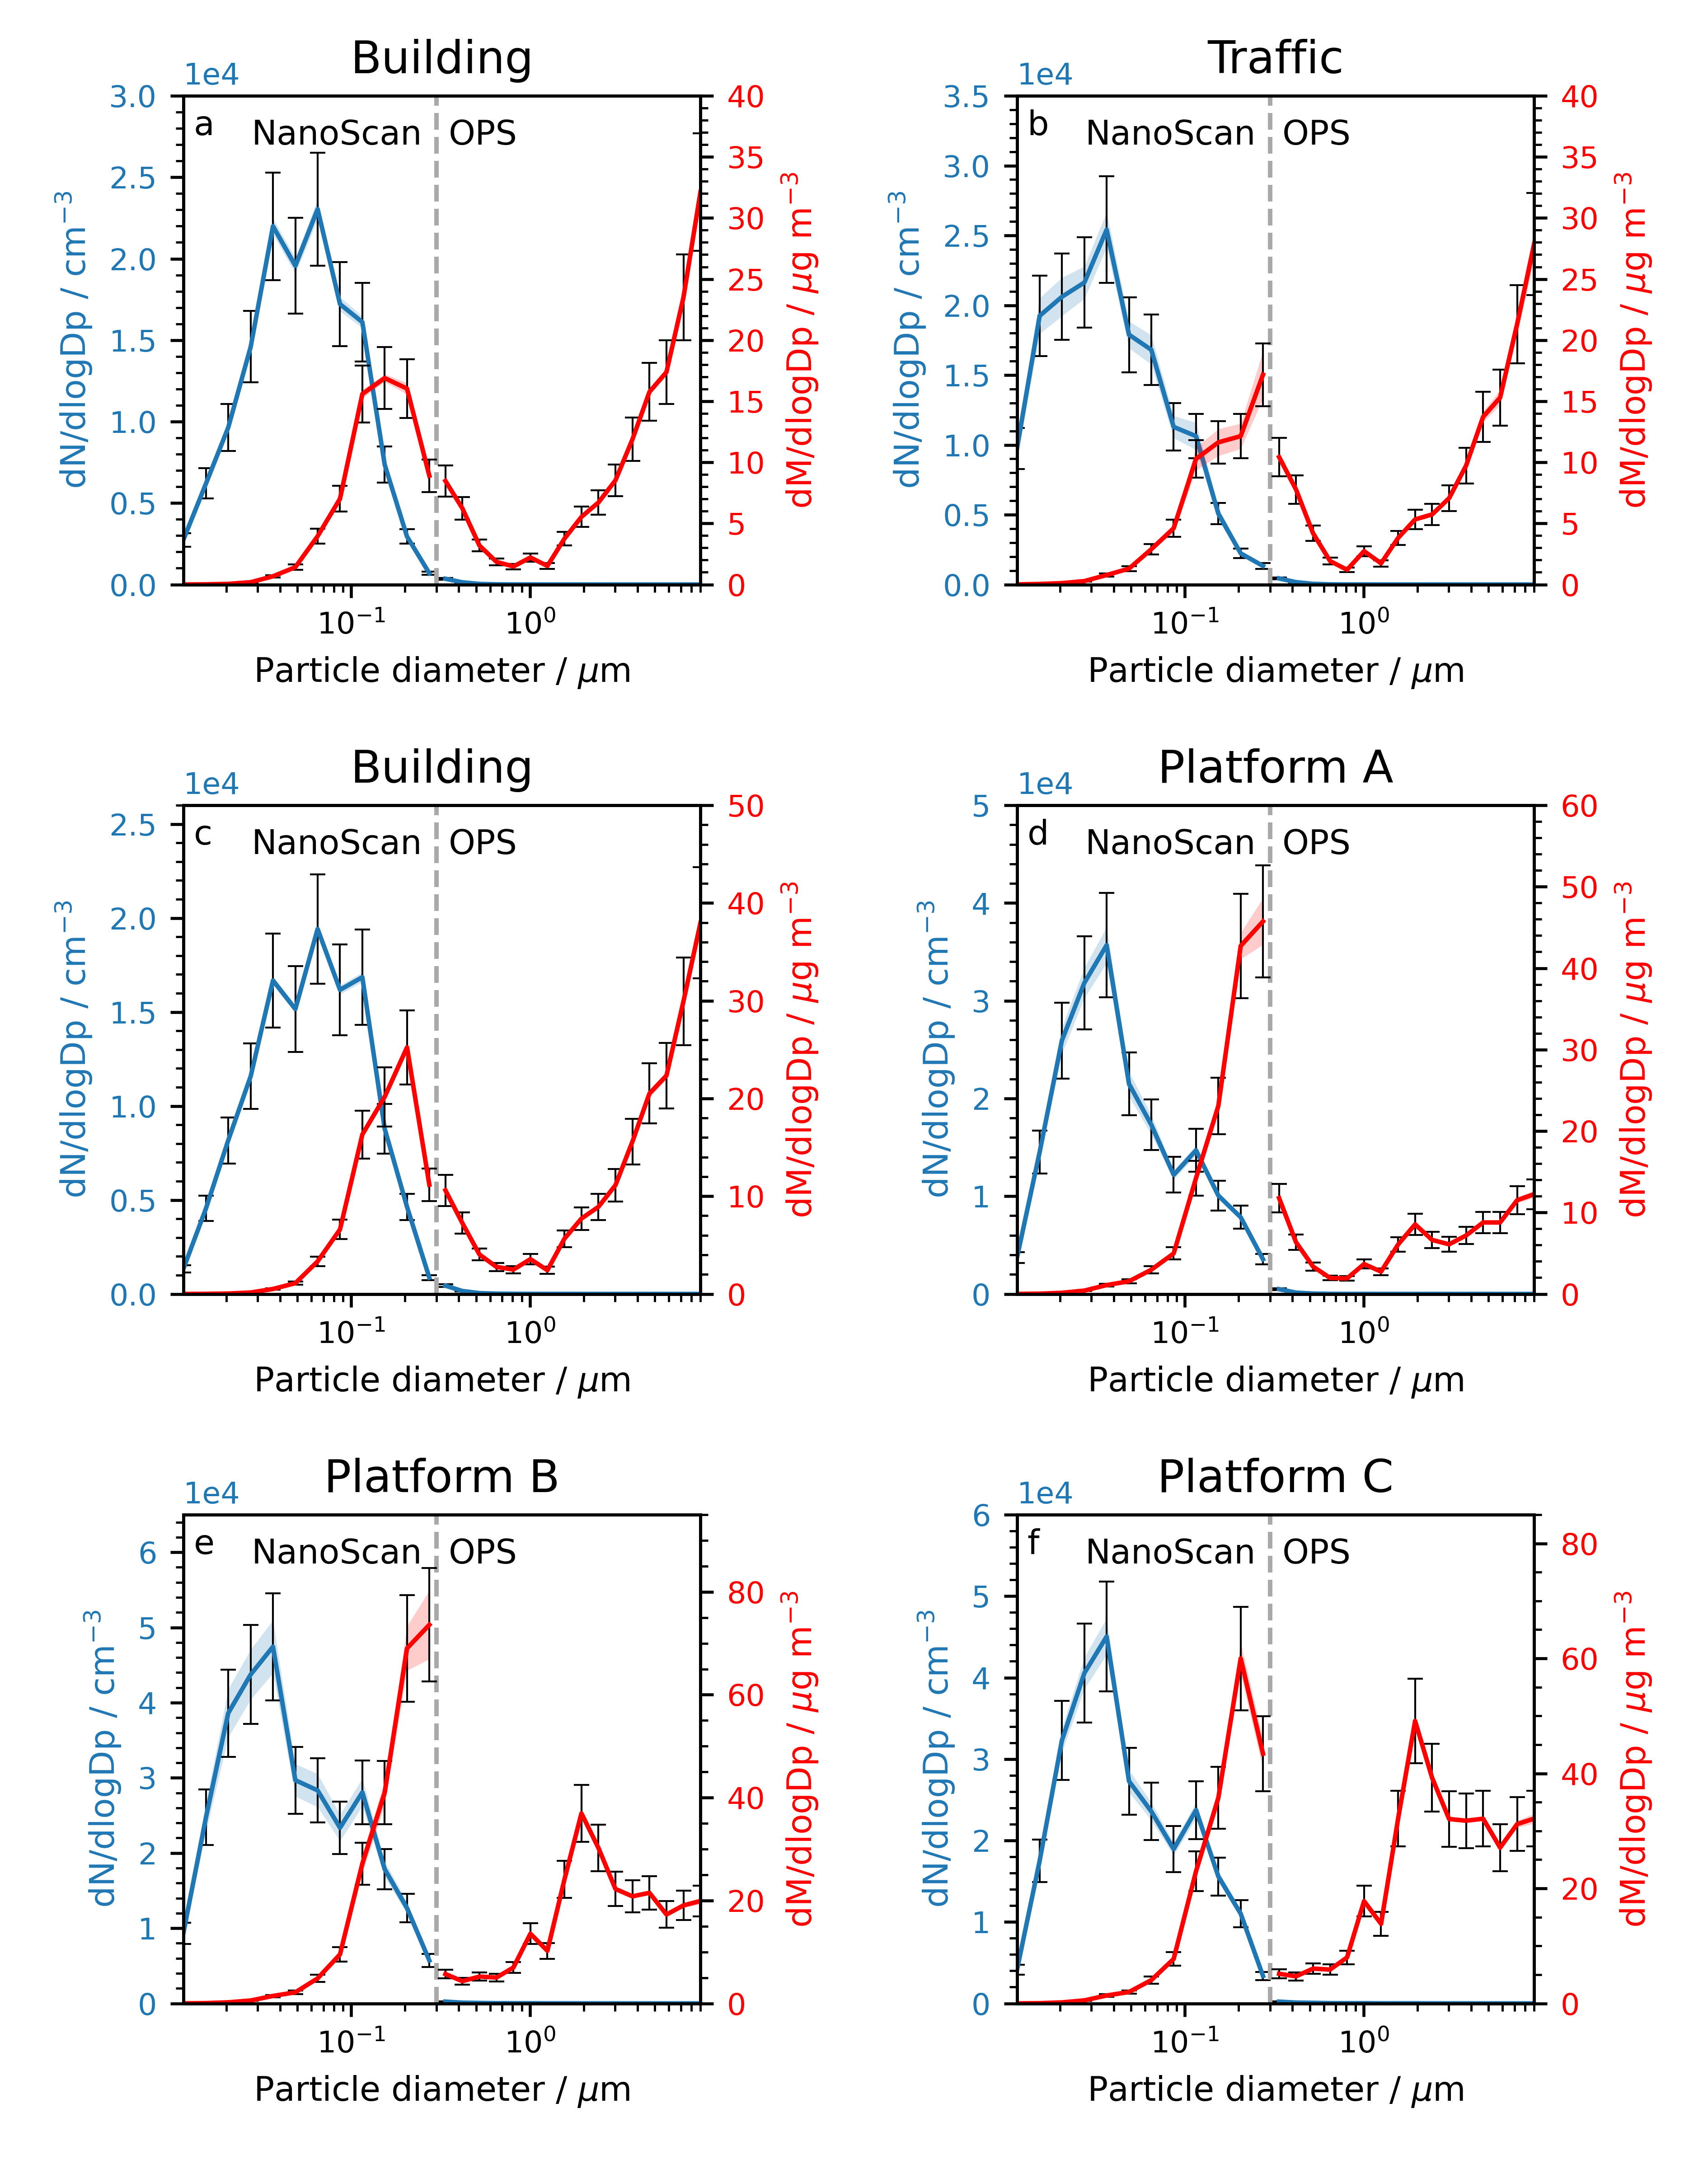 Building
1e4
a NanoScan OPS
0.0
0.5
1.0
1.5
2.0
2.5
3.0
dN/dlogDp / cm⁻³
0
5
10
15
20
25
30
35
40
dM/dlogDp / μg m⁻³
10⁻¹ 10⁰
Particle diameter / μm
Traffic
1e4
b NanoScan OPS
0.0
0.5
1.0
1.5
2.0
2.5
3.0
3.5
dN/dlogDp / cm⁻³
0
5
10
15
20
25
30
35
40
dM/dlogDp / μg m⁻³
10⁻¹ 10⁰
Particle diameter / μm
Building
1e4
c NanoScan OPS
0.0
0.5
1.0
1.5
2.0
2.5
dN/dlogDp / cm⁻³
0
10
20
30
40
50
dM/dlogDp / μg m⁻³
10⁻¹ 10⁰
Particle diameter / μm
Platform A
1e4
d NanoScan OPS
0
1
2
3
4
5
dN/dlogDp / cm⁻³
0
10
20
30
40
50
60
dM/dlogDp / μg m⁻³
10⁻¹ 10⁰
Particle diameter / μm
Platform B
1e4
e NanoScan OPS
0
1
2
3
4
5
6
dN/dlogDp / cm⁻³
0
20
40
60
80
dM/dlogDp / μg m⁻³
10⁻¹ 10⁰
Particle diameter / μm
Platform C
1e4
f NanoScan OPS
0
1
2
3
4
5
6
dN/dlogDp / cm⁻³
0
20
40
60
80
dM/dlogDp / μg m⁻³
10⁻¹ 10⁰
Particle diameter / μm